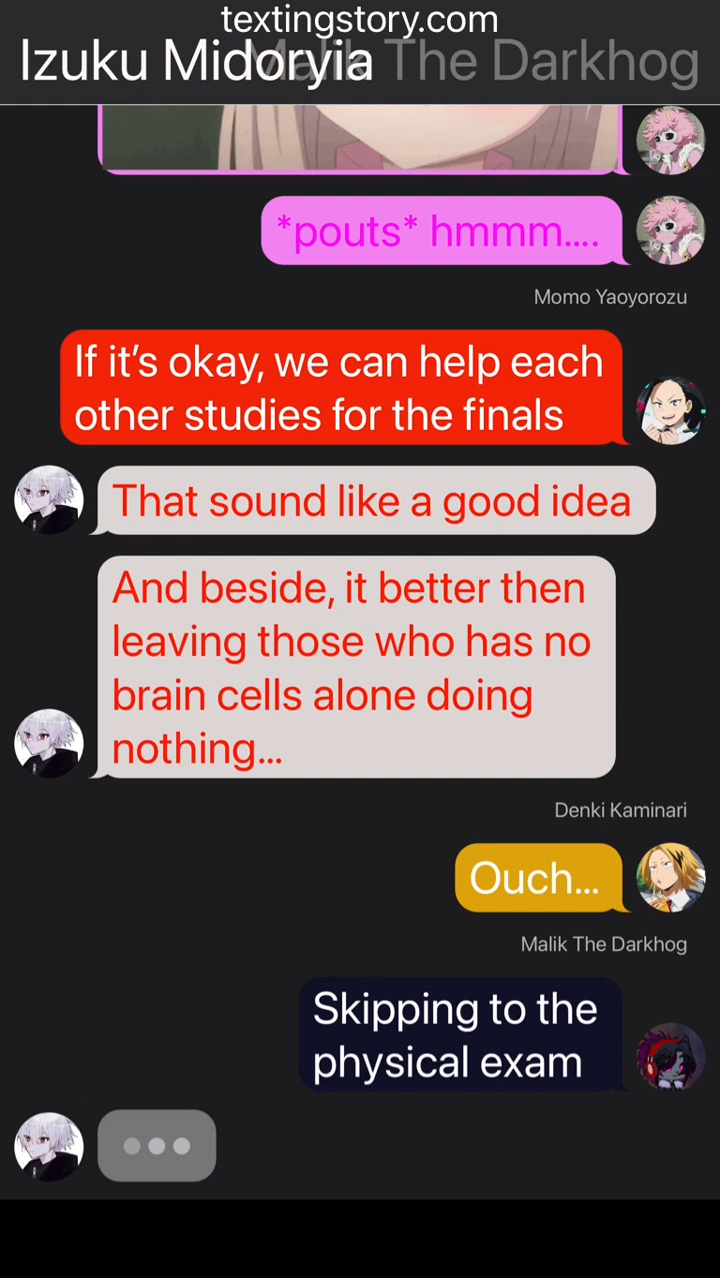 textingstory.com
Izuku Midoryia
Malik The Darkhog
*pouts* hmmm....
Momo Yaoyorozu
If it's okay, we can help each
other studies for the finals
That sound like a good idea
And beside, it better then
leaving those who has no
brain cells alone doing
nothing...
Denki Kaminari
Ouch...
Malik The Darkhog
Skipping to the
physical exam